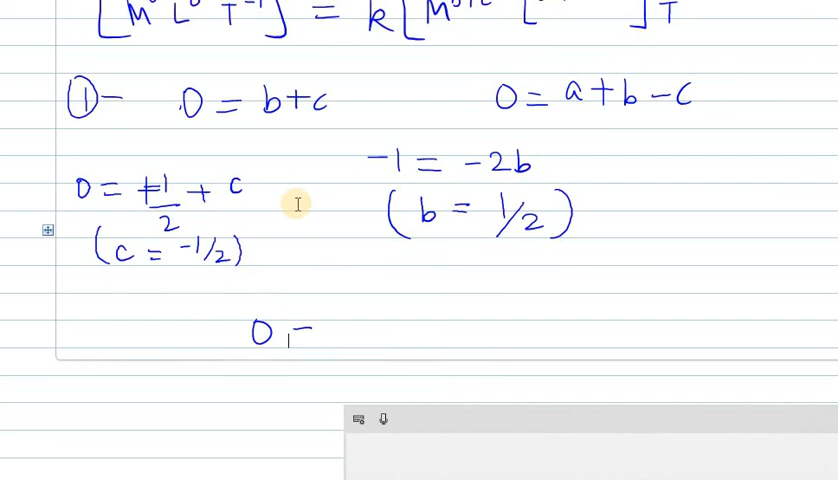 [M⁰ L⁰ T⁻¹] = k [M^b+c L ] T
① - 0 = b+c 0 = a+b-c
-1 = -2b
0 = +1/2 + c
(b = 1/2)
(c = -1/2)
0 =